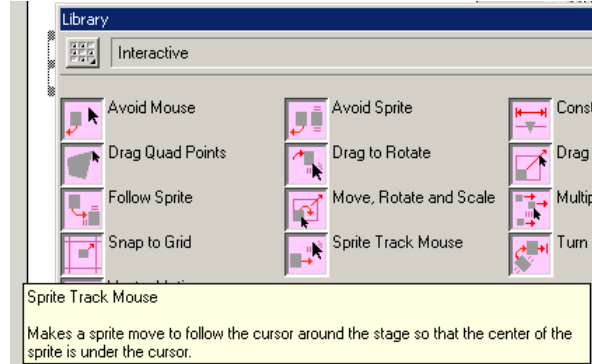 Library
Interactive
Avoid Mouse
Avoid Sprite
Drag Quad Points
Drag to Rotate
Drag
Follow Sprite
Move, Rotate and Scale
Snap to Grid
Sprite Track Mouse
Turn
Sprite Track Mouse
Makes a sprite move to follow the cursor around the stage so that the center of the
sprite is under the cursor.